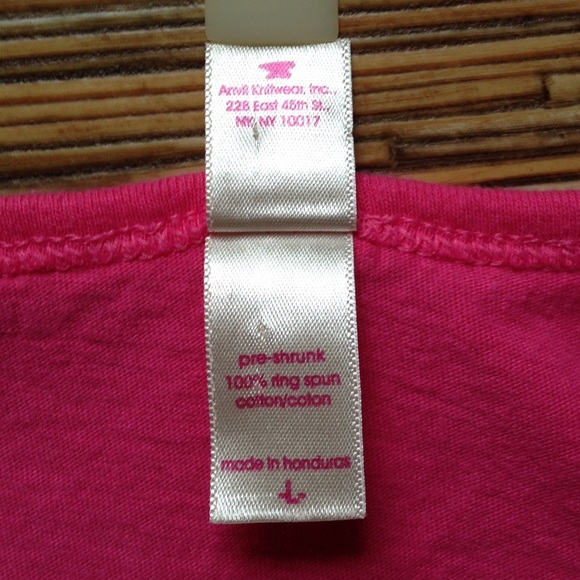 Anvil Knitwear, Inc.,
228 East 45th St.,
NY, NY 10017
pre-shrunk
100% ring spun
cotton/coton
made in honduras
-L-